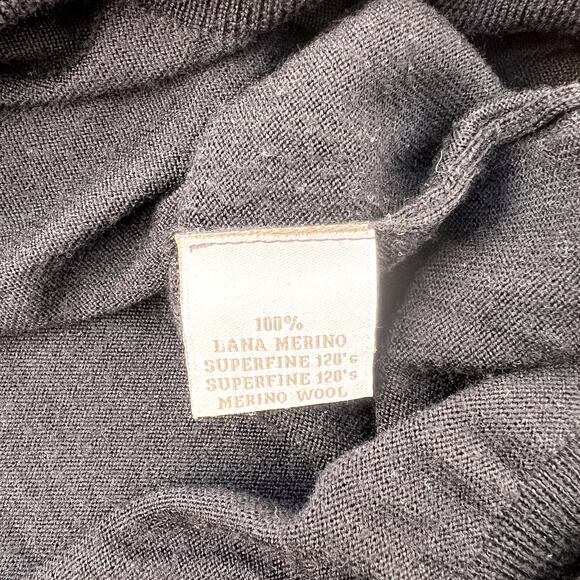 100%
LANA MERINO
SUPERFINE 120's
SUPERFINE 120's
MERINO WOOL